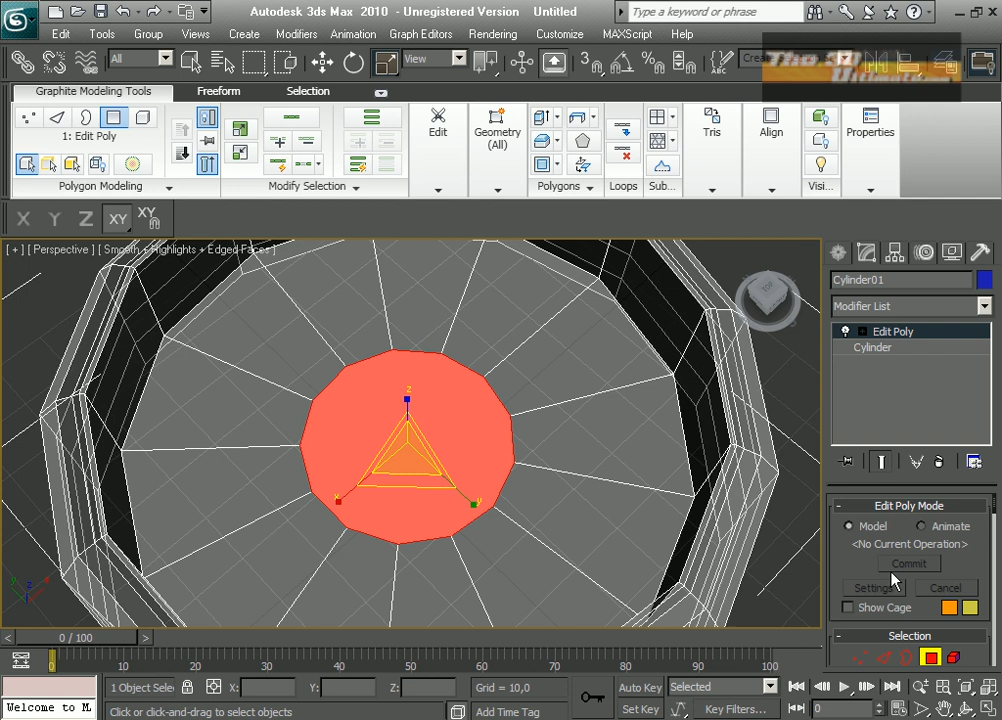 Autodesk 3ds Max 2010 - Unregistered Version Untitled
Type a keyword or phrase
Edit Tools Group Views Create Modifiers Animation Graph Editors Rendering Customize MAXScript Help
All View
Graphite Modeling Tools Freeform Selection
1: Edit Poly
Edit Geometry (All) Tris Align Properties
Polygon Modeling Modify Selection Polygons Loops Sub... Visi...
X Y Z XY XY
[ + ] [ Perspective ] [ Smooth + Highlights + Edged Faces ]
TOP
z
x y
Cylinder01
Modifier List
Edit Poly
Cylinder
Edit Poly Mode
Model Animate
<No Current Operation>
Commit
Settings Cancel
Show Cage
Selection
0 / 100
0 10 20 30 40 50 60 70 80 90 100
1 Object Sele X: Y: Z: Grid = 10,0 Auto Key Selected
Welcome to M. Click or click-and-drag to select objects Add Time Tag Set Key Key Filters... 0